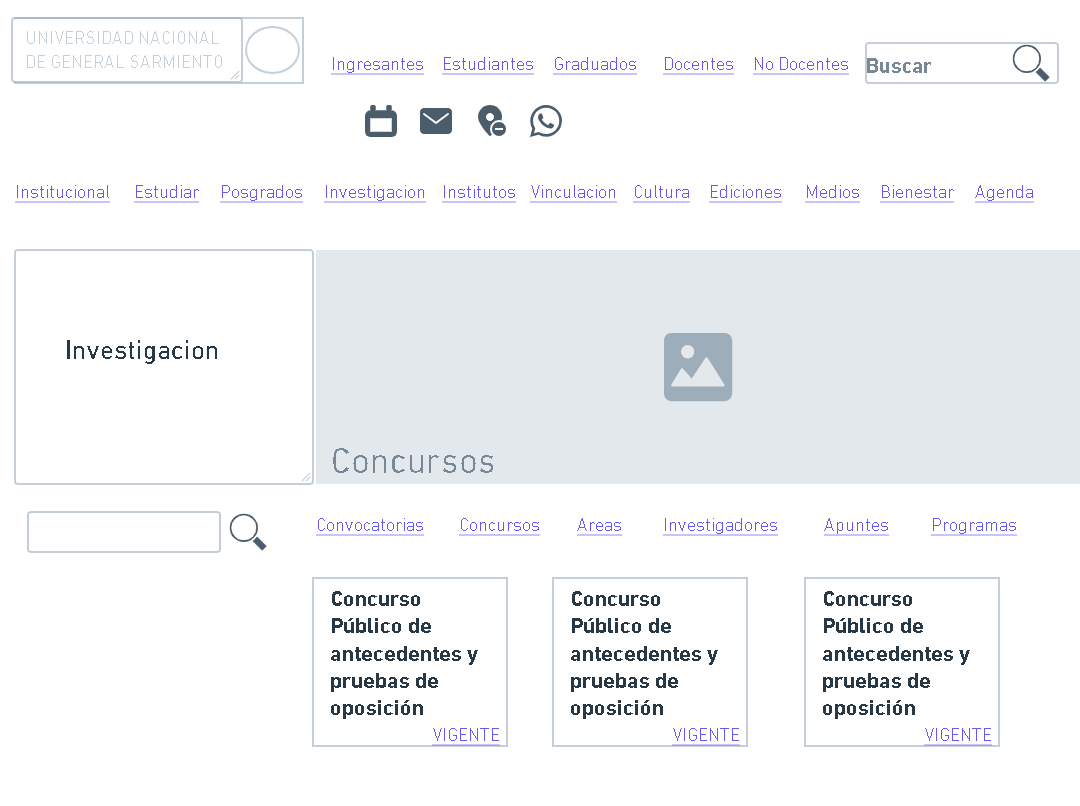 UNIVERSIDAD NACIONAL
DE GENERAL SARMIENTO
Ingresantes Estudiantes Graduados Docentes No Docentes Buscar
Institucional Estudiar Posgrados Investigacion Institutos Vinculacion Cultura Ediciones Medios Bienestar Agenda
Investigacion
Concursos
Convocatorias Concursos Areas Investigadores Apuntes Programas
Concurso
Público de
antecedentes y
pruebas de
oposición
VIGENTE
Concurso
Público de
antecedentes y
pruebas de
oposición
VIGENTE
Concurso
Público de
antecedentes y
pruebas de
oposición
VIGENTE